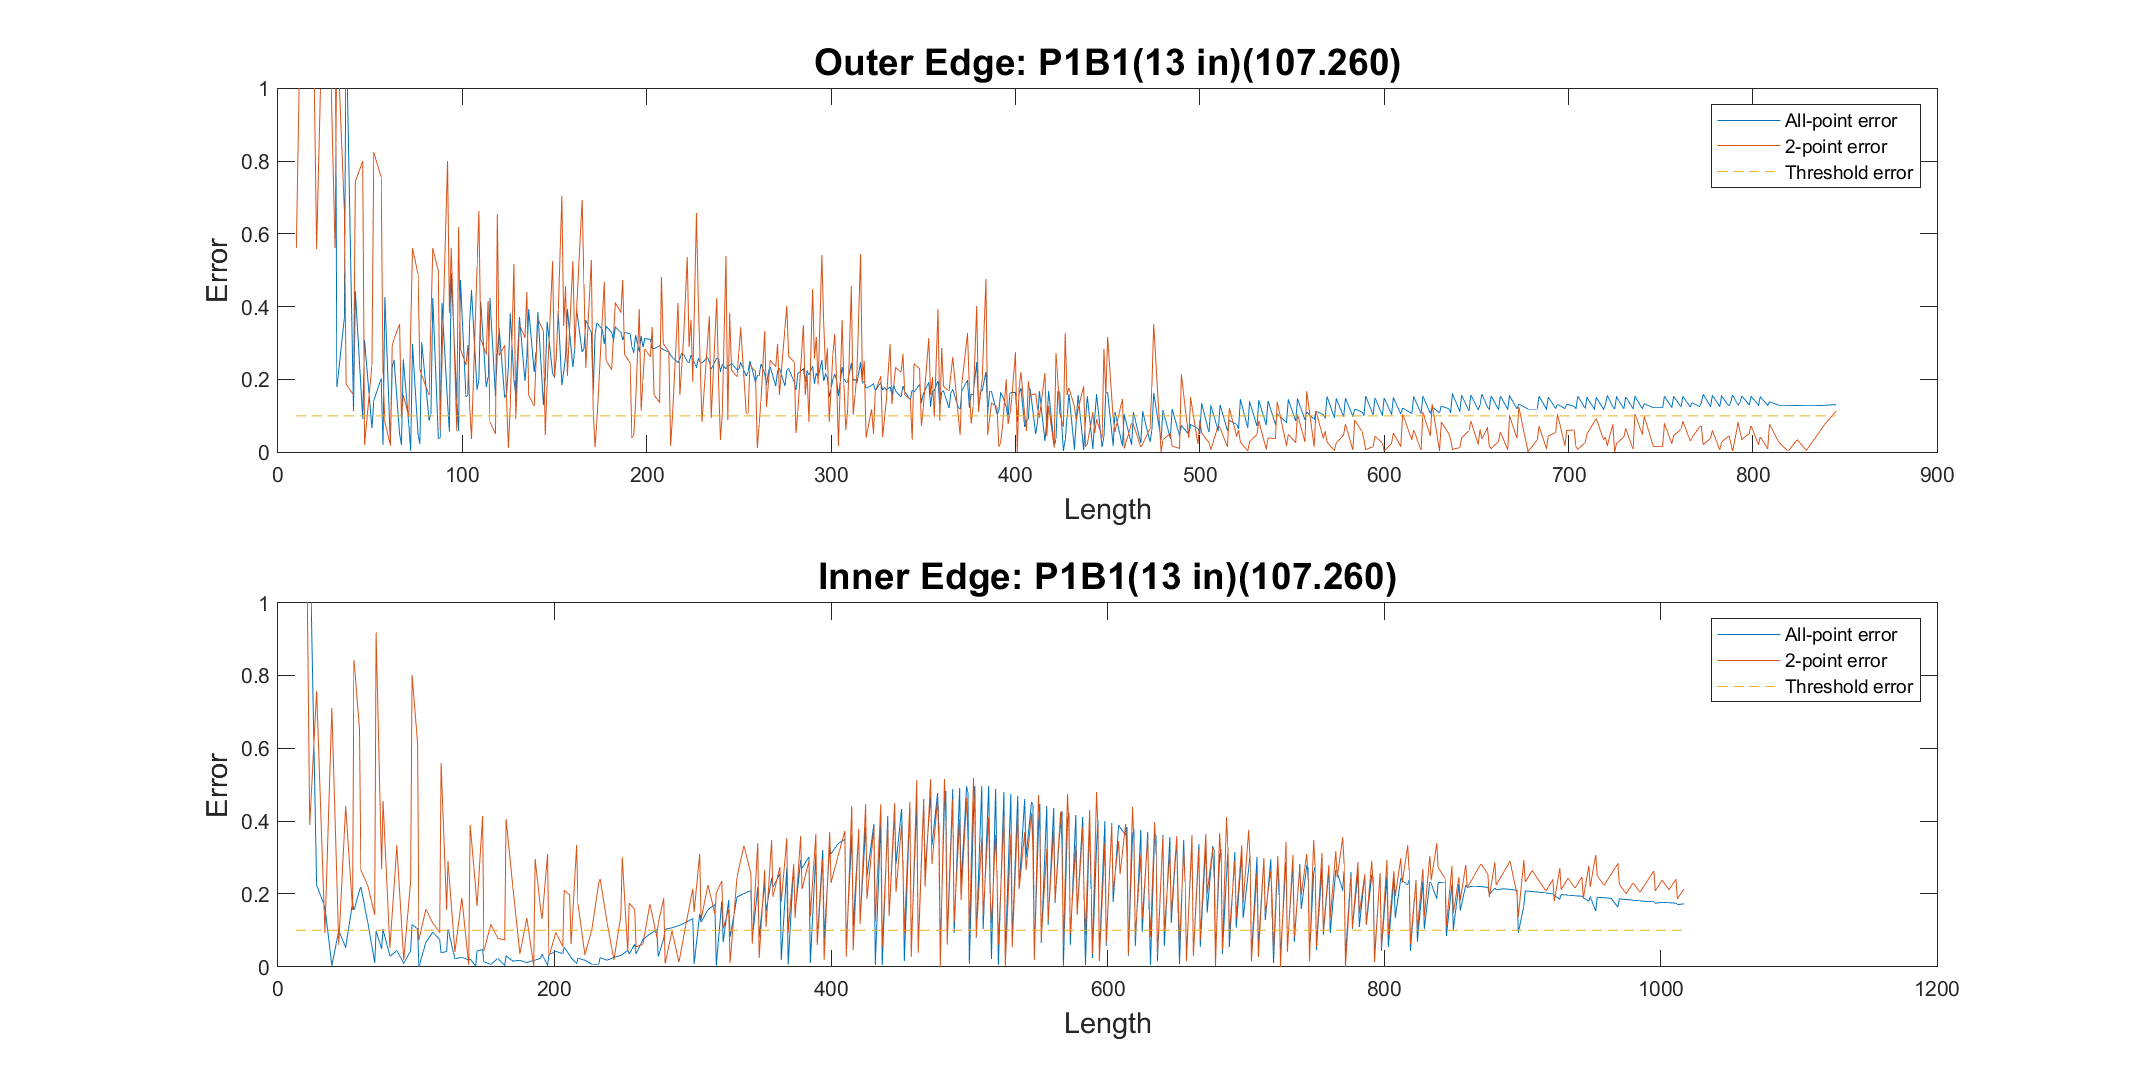 Outer Edge: P1B1(13 in)(107.260)
1
0.8
0.6
0.4
0.2
0
Error
0 100 200 300 400 500 600 700 800 900
Length
All-point error
2-point error
Threshold error
Inner Edge: P1B1(13 in)(107.260)
1
0.8
0.6
0.4
0.2
0
Error
0 200 400 600 800 1000 1200
Length
All-point error
2-point error
Threshold error